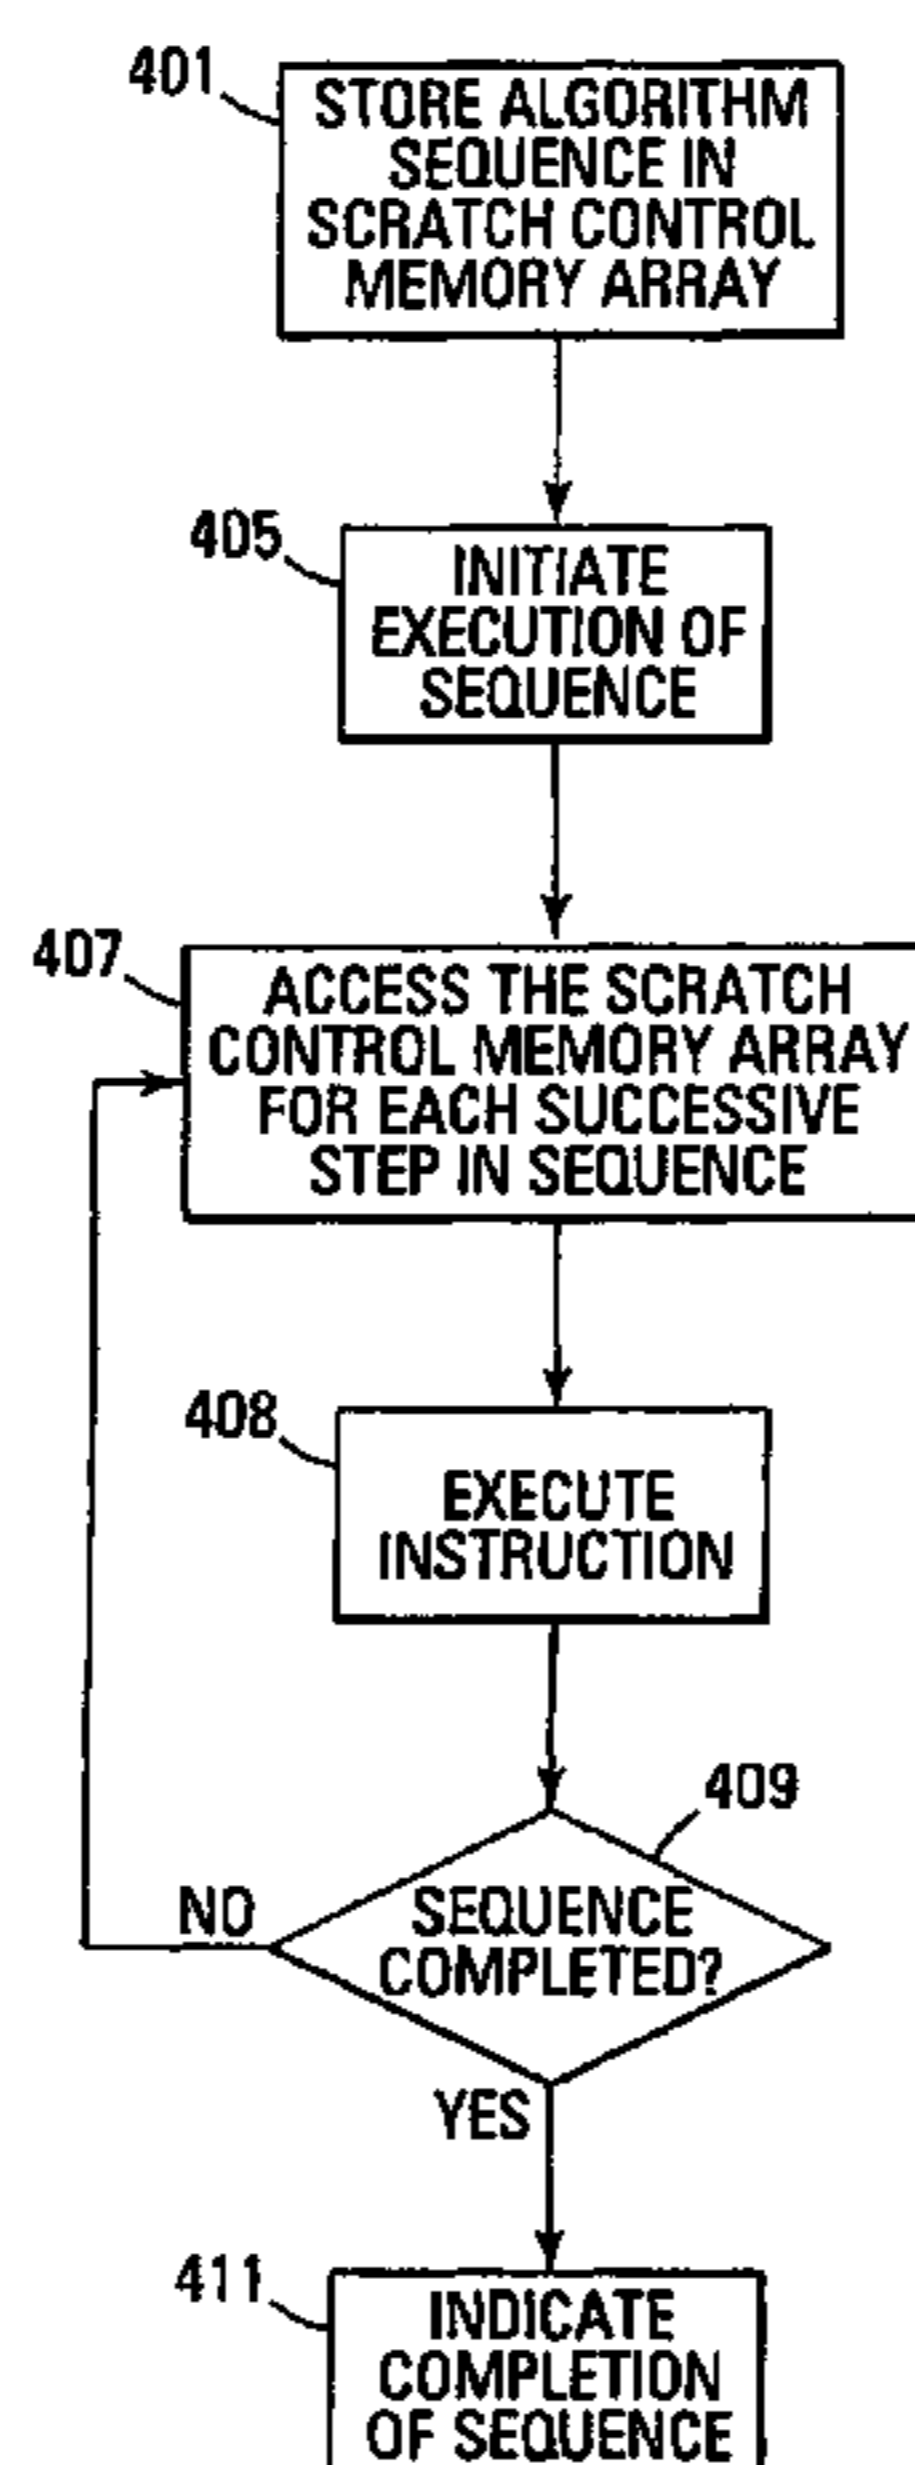 401
STORE ALGORITHM
SEQUENCE IN
SCRATCH CONTROL
MEMORY ARRAY
405
INITIATE
EXECUTION OF
SEQUENCE
407
ACCESS THE SCRATCH
CONTROL MEMORY ARRAY
FOR EACH SUCCESSIVE
STEP IN SEQUENCE
408
EXECUTE
INSTRUCTION
409
SEQUENCE
COMPLETED?
NO
YES
411
INDICATE
COMPLETION
OF SEQUENCE